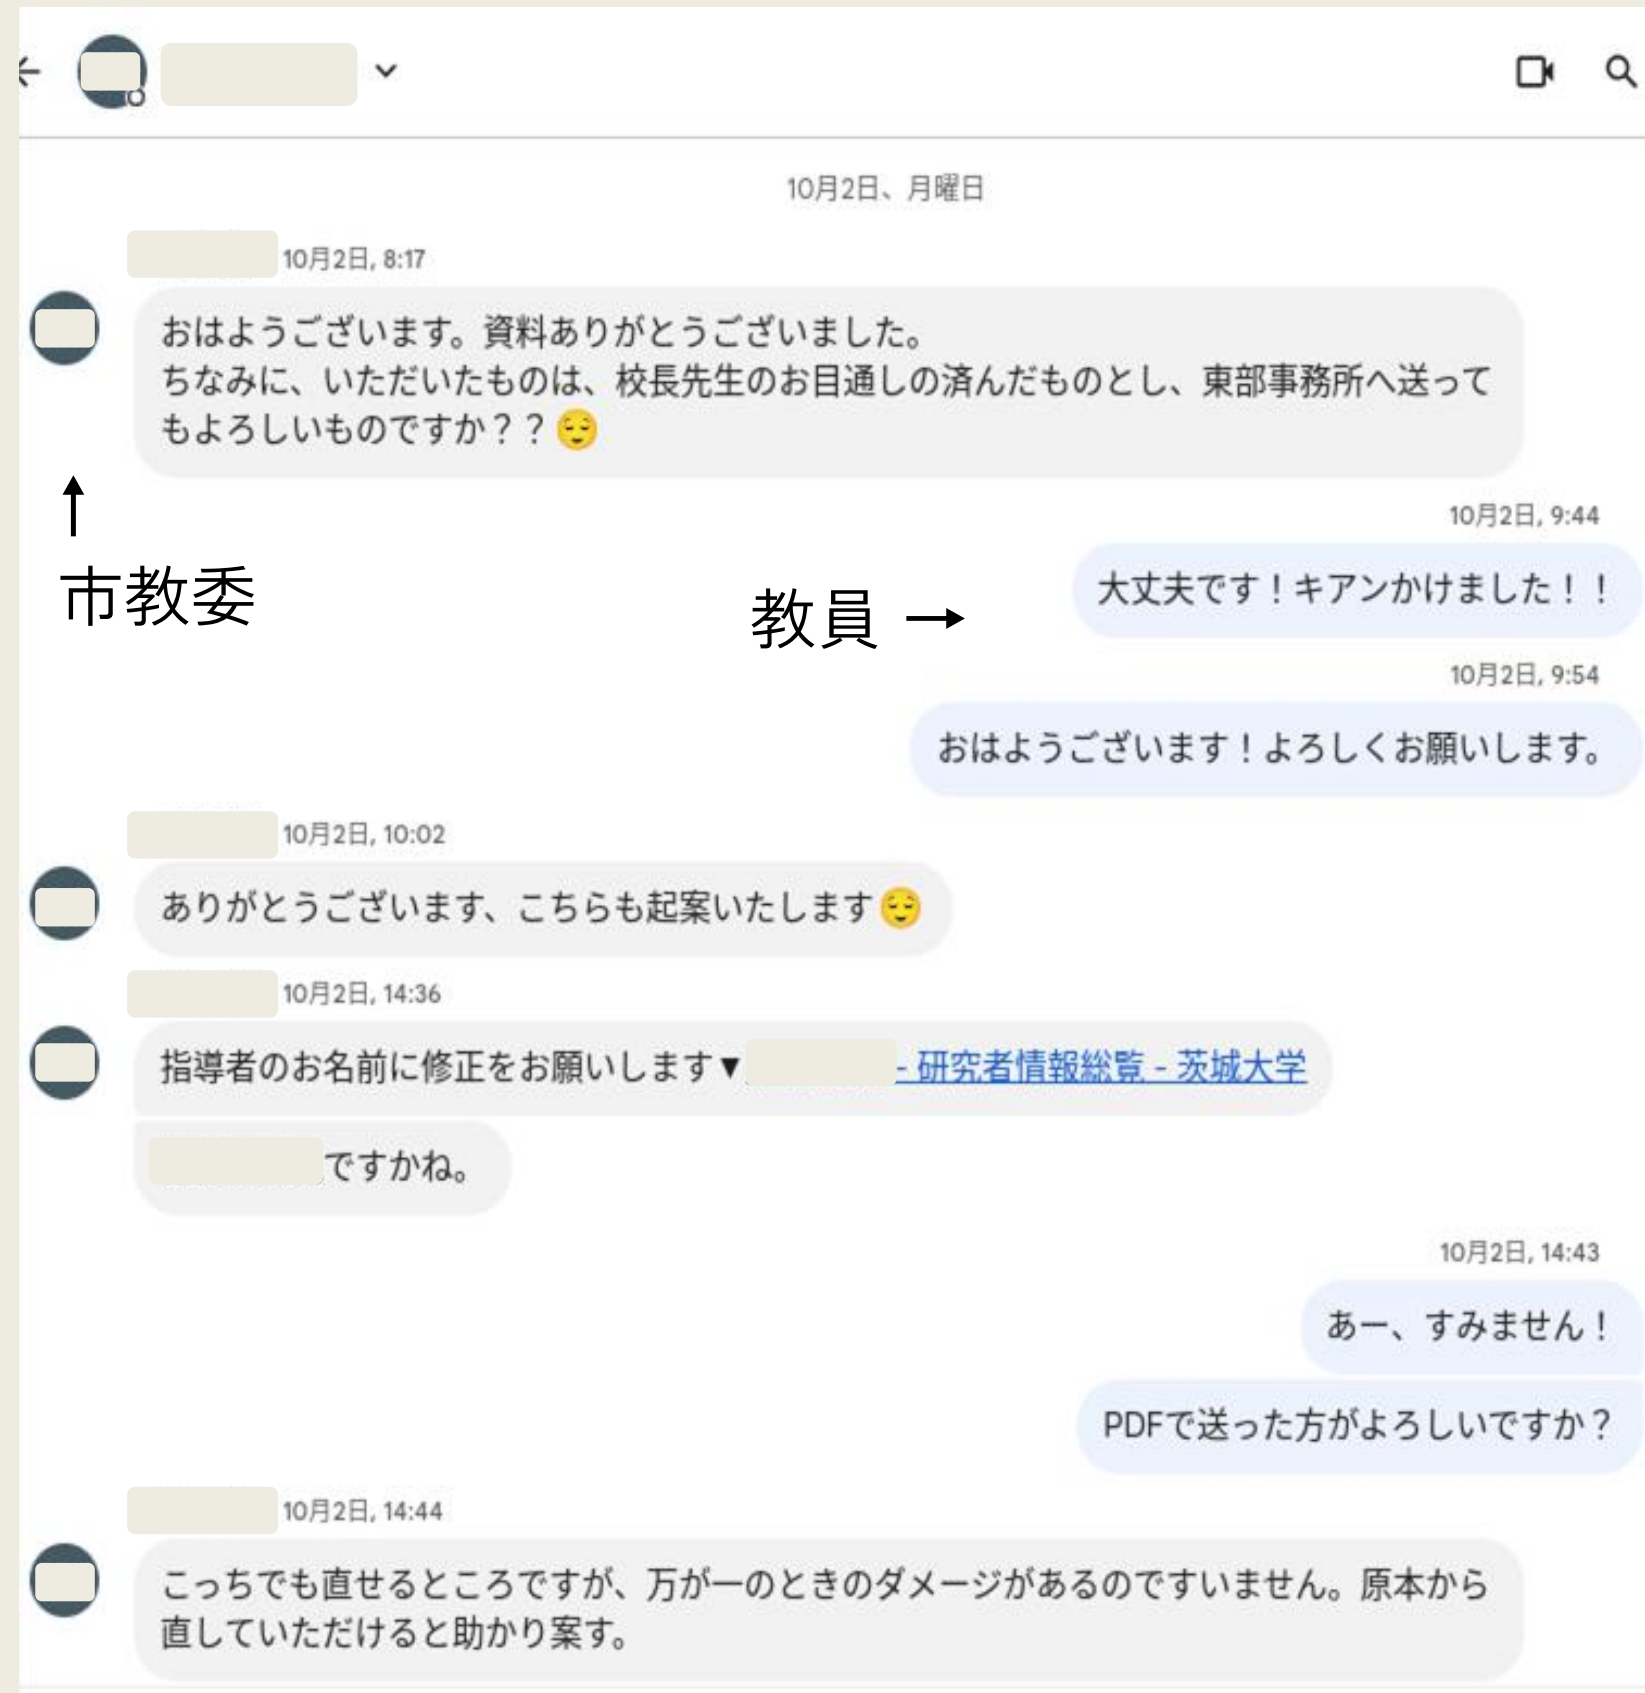 10月2日、月曜日
10月2日, 8:17
おはようございます。資料ありがとうございました。
ちなみに、いただいたものは、校長先生のお目通しの済んだものとし、東部事務所へ送って
もよろしいものですか？？😌
↑
市教委
10月2日, 9:44
大丈夫です！キアンかけました！！
教員 →
10月2日, 9:54
おはようございます！よろしくお願いします。
10月2日, 10:02
ありがとうございます、こちらも起案いたします😌
10月2日, 14:36
指導者のお名前に修正をお願いします▼ - 研究者情報総覧 - 茨城大学
ですかね。
10月2日, 14:43
あー、すみません！
PDFで送った方がよろしいですか？
10月2日, 14:44
こっちでも直せるところですが、万が一のときのダメージがあるのですいません。原本から
直していただけると助かり案す。